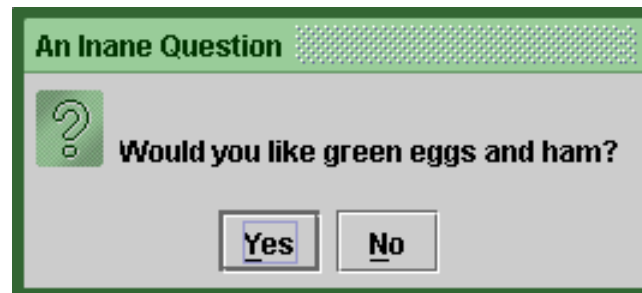 An Inane Question
Would you like green eggs and ham?
Yes No